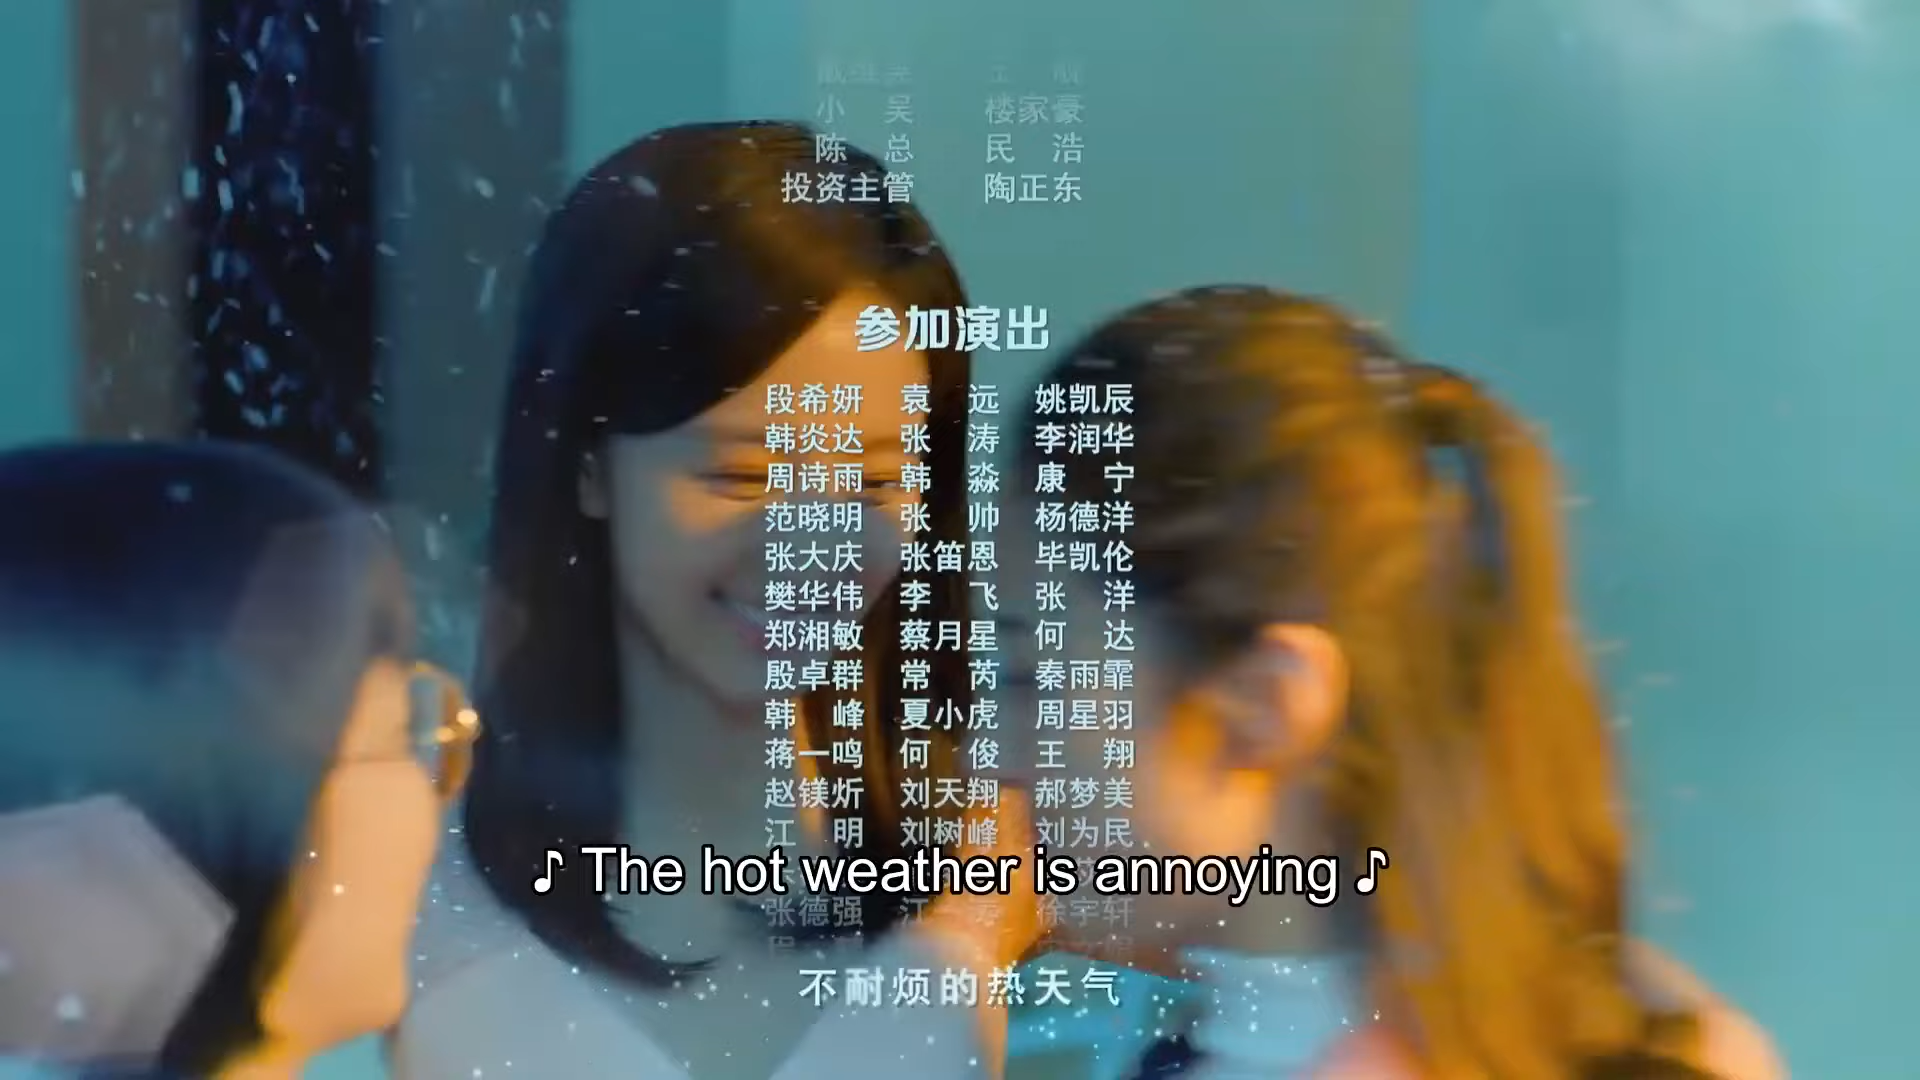 小 吴 楼家豪
陈 总 民 浩
投资主管 陶正东
参加演出
段希妍 袁 远 姚凯辰
韩炎达 张 涛 李润华
周诗雨 韩 淼 康 宁
范晓明 张 帅 杨德洋
张大庆 张笛恩 毕凯伦
樊华伟 李 飞 张 洋
郑湘敏 蔡月星 何 达
殷卓群 常 芮 秦雨霏
韩 峰 夏小虎 周星羽
蒋一鸣 何 俊 王 翔
赵镁炘 刘天翔 郝梦美
江 明 刘树峰 刘为民
♪ The hot weather is annoying ♪
张德强 江 徐宇轩
不耐烦的热天气